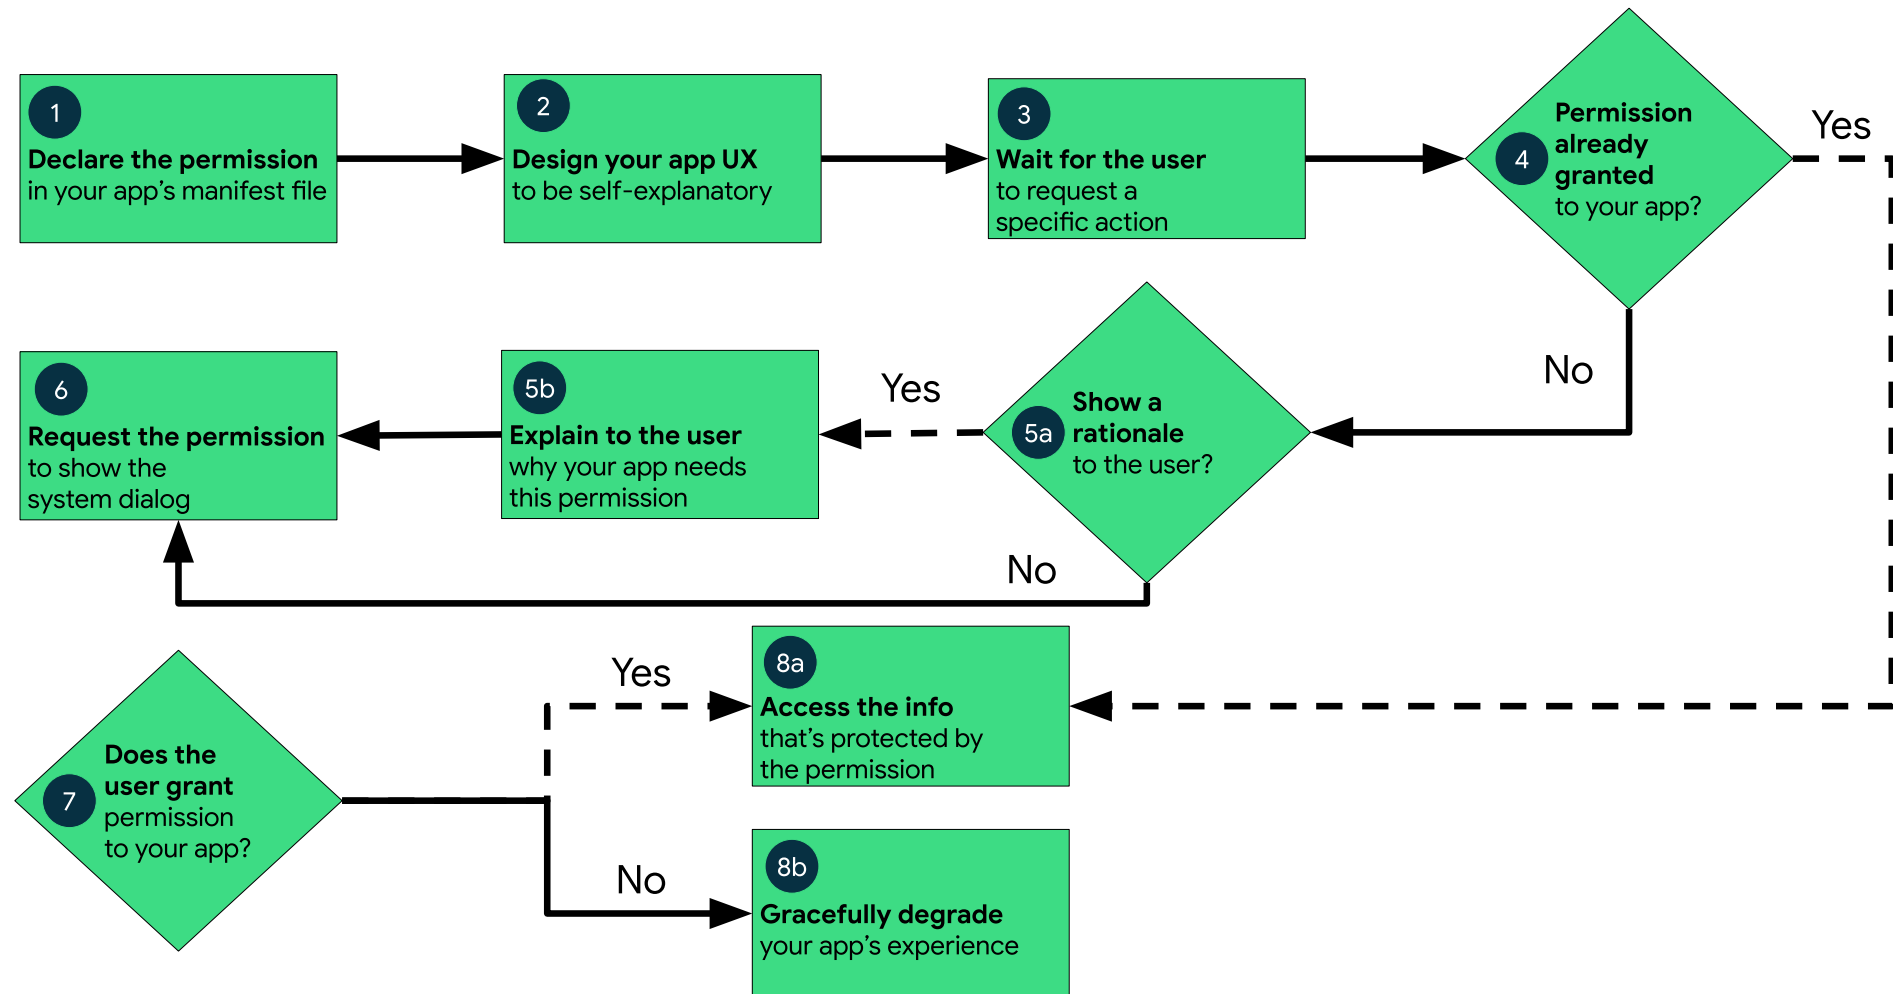 1
Declare the permission
in your app's manifest file
2
Design your app UX
to be self-explanatory
3
Wait for the user
to request a
specific action
4
Permission
already
granted
to your app?
Yes
No
5a
Show a
rationale
to the user?
Yes
No
5b
Explain to the user
why your app needs
this permission
6
Request the permission
to show the
system dialog
7
Does the
user grant
permission
to your app?
Yes
No
8a
Access the info
that's protected by
the permission
8b
Gracefully degrade
your app's experience